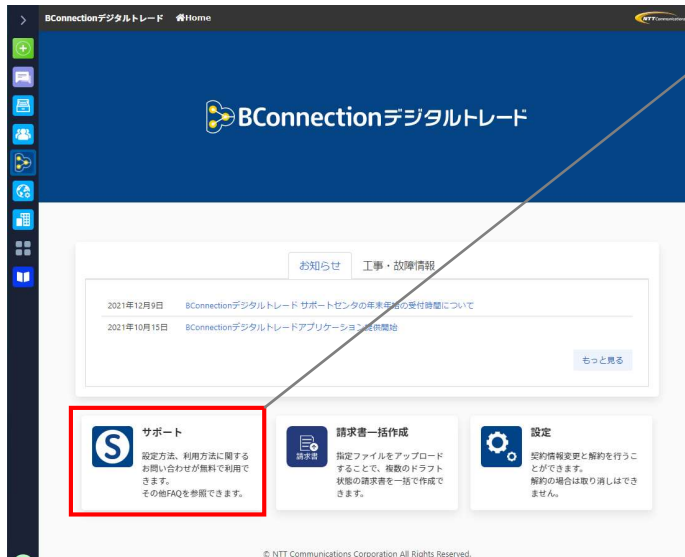 BConnectionデジタルトレード Home
NTT Communications
BConnectionデジタルトレード
お知らせ 工事・故障情報
2021年12月9日 BConnectionデジタルトレード サポートセンタの年末年始の受付時間について
2021年10月15日 BConnectionデジタルトレードアプリケーション提供開始
もっと見る
サポート
設定方法、利用方法に関する
お問い合わせが無料で利用で
きます。
その他FAQを参照できます。
請求書
請求書一括作成
指定ファイルをアップロード
することで、複数のドラフト
状態の請求書を一括で作成で
きます。
設定
契約情報変更と解約を行うこ
とができます。
解約の場合は取り消しはでき
ません。
© NTT Communications Corporation All Rights Reserved.